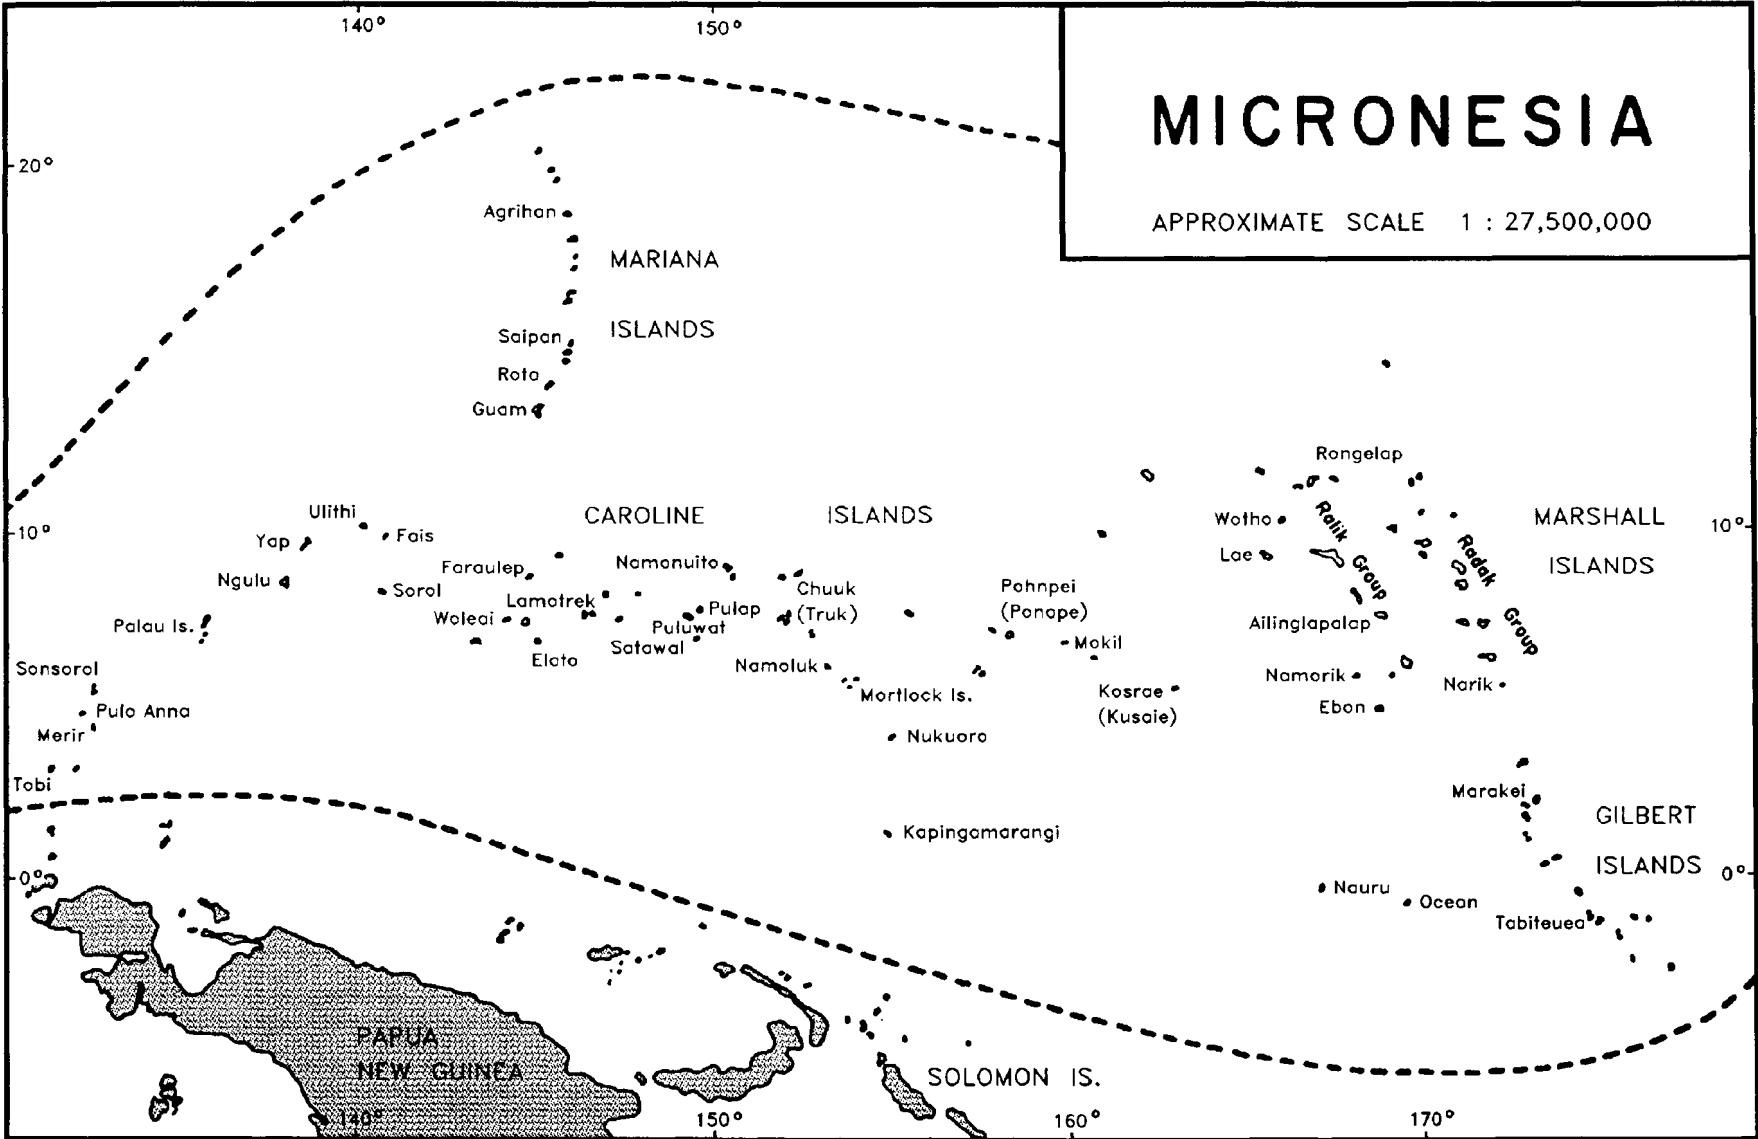 140°
150°
MICRONESIA
APPROXIMATE SCALE 1 : 27,500,000
20°
Agrihan
MARIANA
ISLANDS
Saipan
Rota
Guam
Rongelap
Ulithi
CAROLINE ISLANDS
Wotho
Ralik Group
MARSHALL
ISLANDS
10°
10°
Yap
Fais
Lae
Radak Group
Ngulu
Faraulep
Namonuito
Sorol
Chuuk
(Truk)
Pohnpei
(Ponape)
Lamotrek
Woleai
Pulap
Puluwat
Ailinglapalap
Palau Is.
Satawal
Mokil
Elato
Namoluk
Sonsorol
Namorik
Narik
Mortlock Is.
Kosrae
(Kusaie)
Pulo Anna
Ebon
Merir
Nukuoro
Tobi
Marakei
GILBERT
ISLANDS
Kapingamarangi
0°
0°
Nauru
Ocean
Tabiteuea
PAPUA
NEW GUINEA
SOLOMON IS.
140°
150°
160°
170°